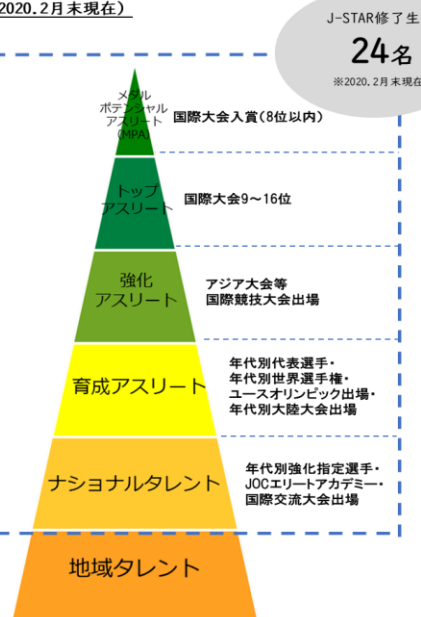 2020.2月末現在）
J-STAR修了生
24名
※2020.2月末現在
メダル
ポテンシャル
アスリート
(MPA)
国際大会入賞（8位以内）
トップ
アスリート
国際大会9～16位
強化
アスリート
アジア大会等
国際競技大会出場
育成アスリート
年代別代表選手・
年代別世界選手権・
ユースオリンピック出場・
年代別大陸大会出場
ナショナルタレント
年代別強化指定選手・
JOCエリートアカデミー・
国際交流大会出場
地域タレント